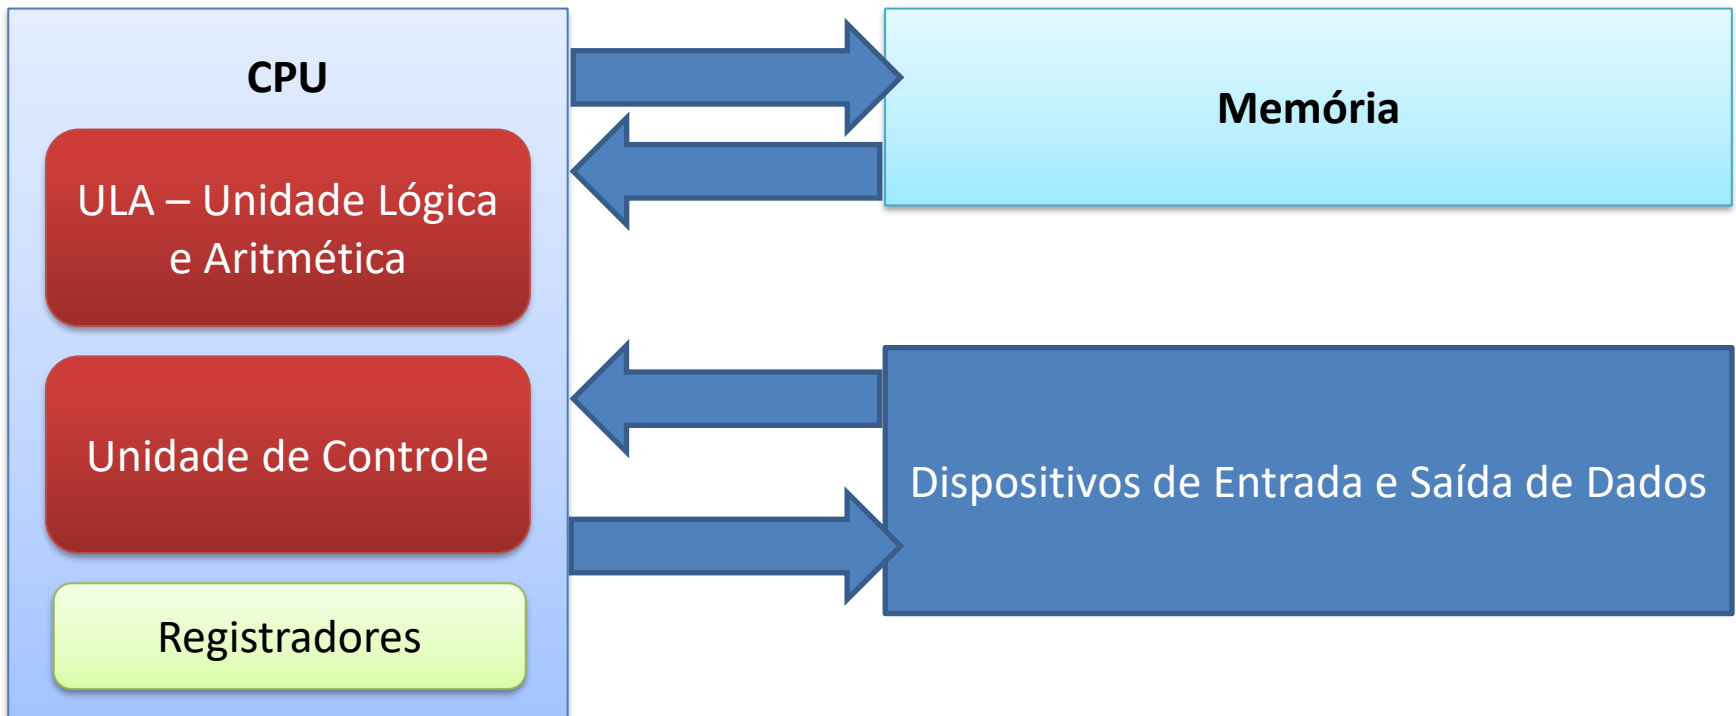 CPU
ULA – Unidade Lógica
e Aritmética
Unidade de Controle
Registradores
Memória
Dispositivos de Entrada e Saída de Dados